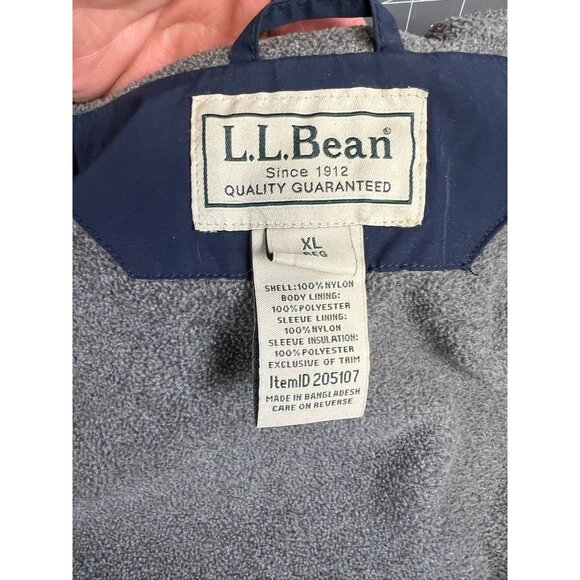 L.L.Bean®
Since 1912
QUALITY GUARANTEED
XL
REG
SHELL:100%NYLON
BODY LINING:
100%POLYESTER
SLEEVE LINING:
100%NYLON
SLEEVE INSULATION:
100%POLYESTER
EXCLUSIVE OF TRIM
ItemID 205107
MADE IN BANGLADESH
CARE ON REVERSE